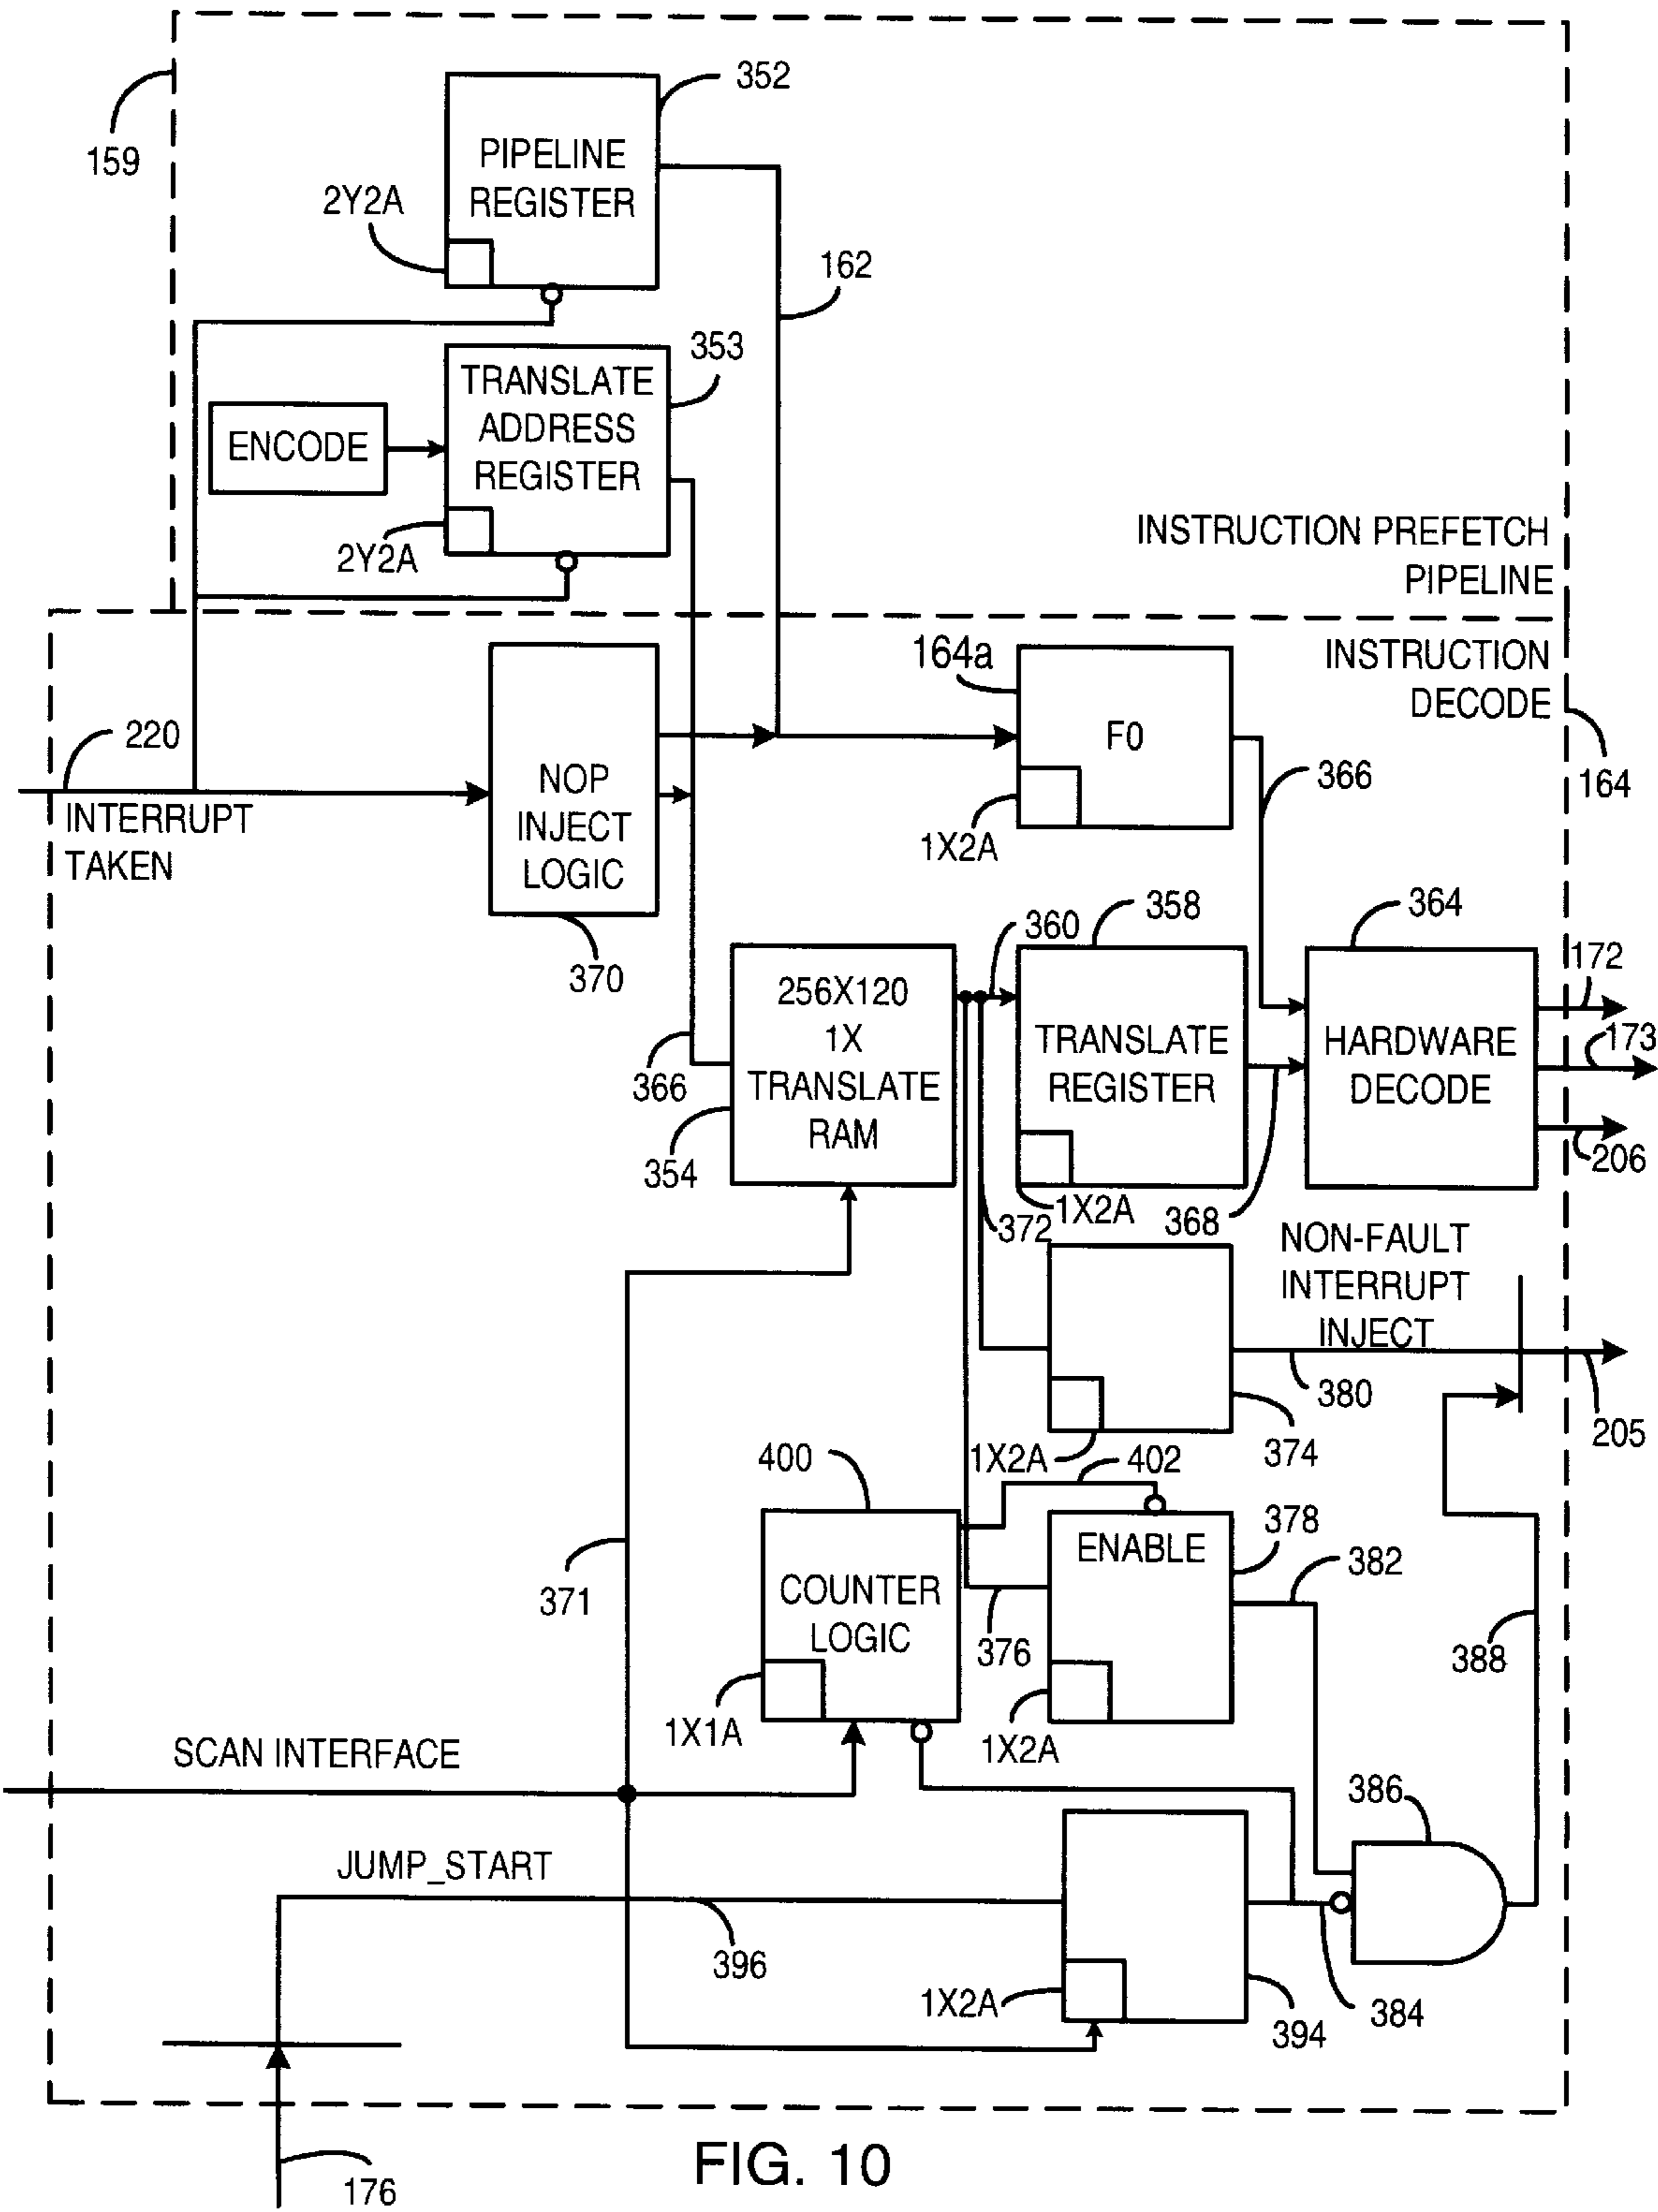 352
159
PIPELINE
REGISTER
2Y2A
162
353
TRANSLATE
ADDRESS
REGISTER
ENCODE
2Y2A
INSTRUCTION PREFETCH
PIPELINE
INSTRUCTION
DECODE
164a
F0
164
220
INTERRUPT
TAKEN
NOP
INJECT
LOGIC
370
366
1X2A
360
358
364
172
256X120
1X
TRANSLATE
RAM
TRANSLATE
REGISTER
HARDWARE
DECODE
173
366
354
206
372
1X2A
368
NON-FAULT
INTERRUPT
INJECT
380
205
374
1X2A
400
402
378
ENABLE
382
371
COUNTER
LOGIC
376
388
1X1A
1X2A
SCAN INTERFACE
386
JUMP_START
396
1X2A
394
384
176
FIG. 10